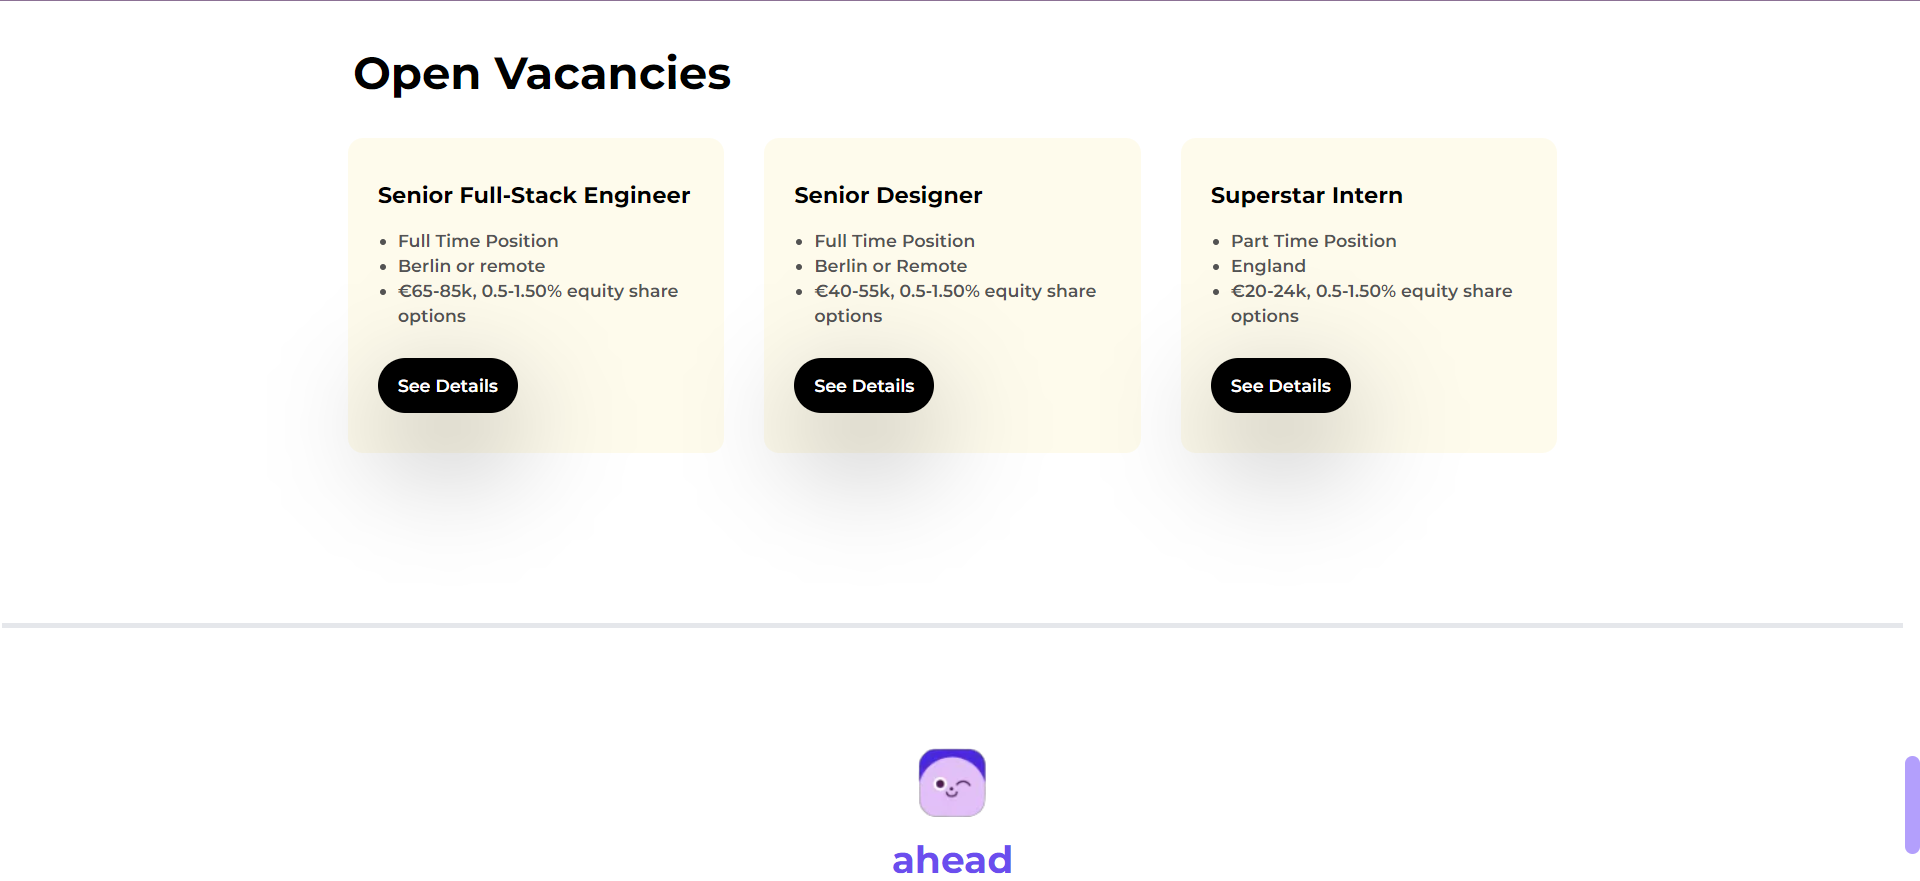 Open Vacancies
Senior Full-Stack Engineer
• Full Time Position
• Berlin or remote
• €65-85k, 0.5-1.50% equity share
options
See Details
Senior Designer
• Full Time Position
• Berlin or Remote
• €40-55k, 0.5-1.50% equity share
options
See Details
Superstar Intern
• Part Time Position
• England
• €20-24k, 0.5-1.50% equity share
options
See Details
ahead